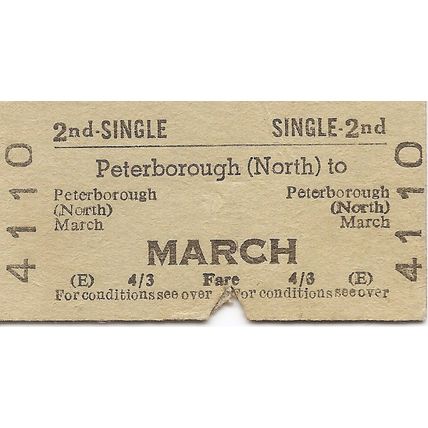 2nd-SINGLE SINGLE-2nd
Peterborough (North) to
Peterborough Peterborough
(North) (North)
March March
MARCH
(E) 4/3 Fare 4/3 (E)
For conditions see over For conditions see over
4110 4110